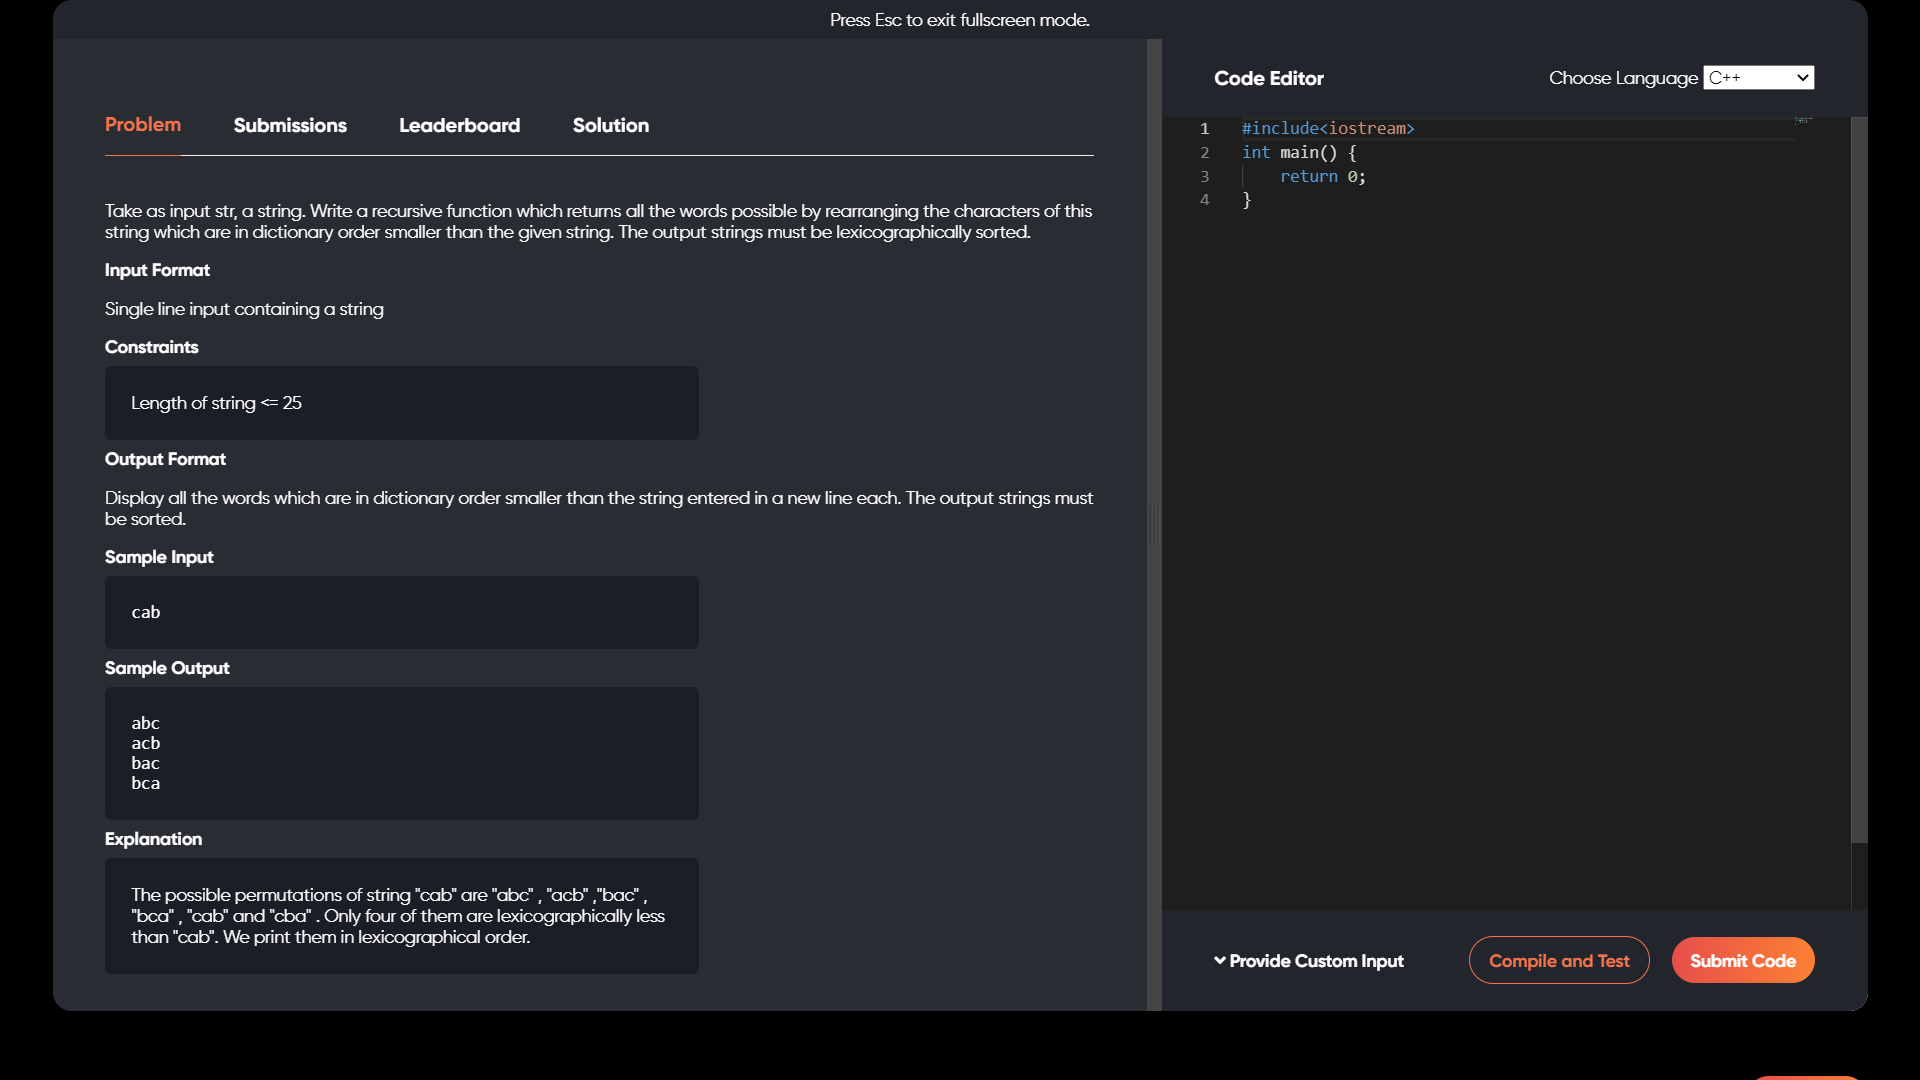 Press Esc to exit fullscreen mode.
Problem
Submissions
Leaderboard
Solution
Take as input str, a string. Write a recursive function which returns all the words possible by rearranging the characters of this
string which are in dictionary order smaller than the given string. The output strings must be lexicographically sorted.
Input Format
Single line input containing a string
Constraints
Length of string <= 25
Output Format
Display all the words which are in dictionary order smaller than the string entered in a new line each. The output strings must
be sorted.
Sample Input
cab
Sample Output
abc
acb
bac
bca
Explanation
The possible permutations of string "cab" are "abc" , "acb" ,"bac" ,
"bca" , "cab" and "cba" . Only four of them are lexicographically less
than "cab". We print them in lexicographical order.
Code Editor
Choose Language C++
1 #include<iostream>
2 int main() {
3     return 0;
4 }
Provide Custom Input
Compile and Test
Submit Code